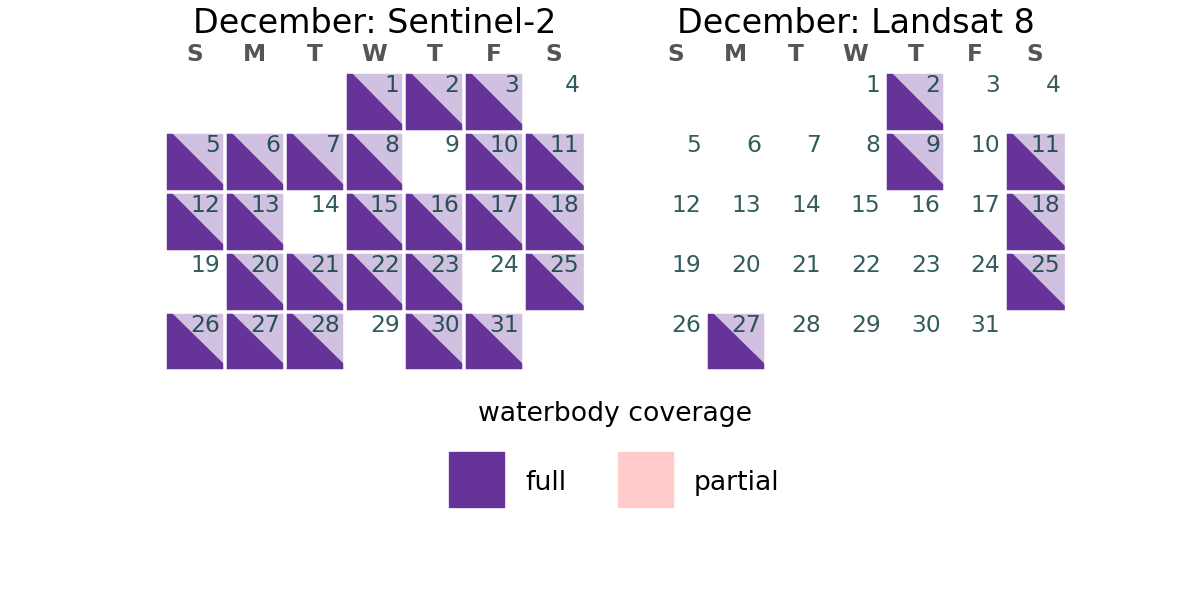 December: Sentinel-2
S M T W T F S
1 2 3 4
5 6 7 8 9 10 11
12 13 14 15 16 17 18
19 20 21 22 23 24 25
26 27 28 29 30 31
December: Landsat 8
S M T W T F S
1 2 3 4
5 6 7 8 9 10 11
12 13 14 15 16 17 18
19 20 21 22 23 24 25
26 27 28 29 30 31
waterbody coverage
full partial